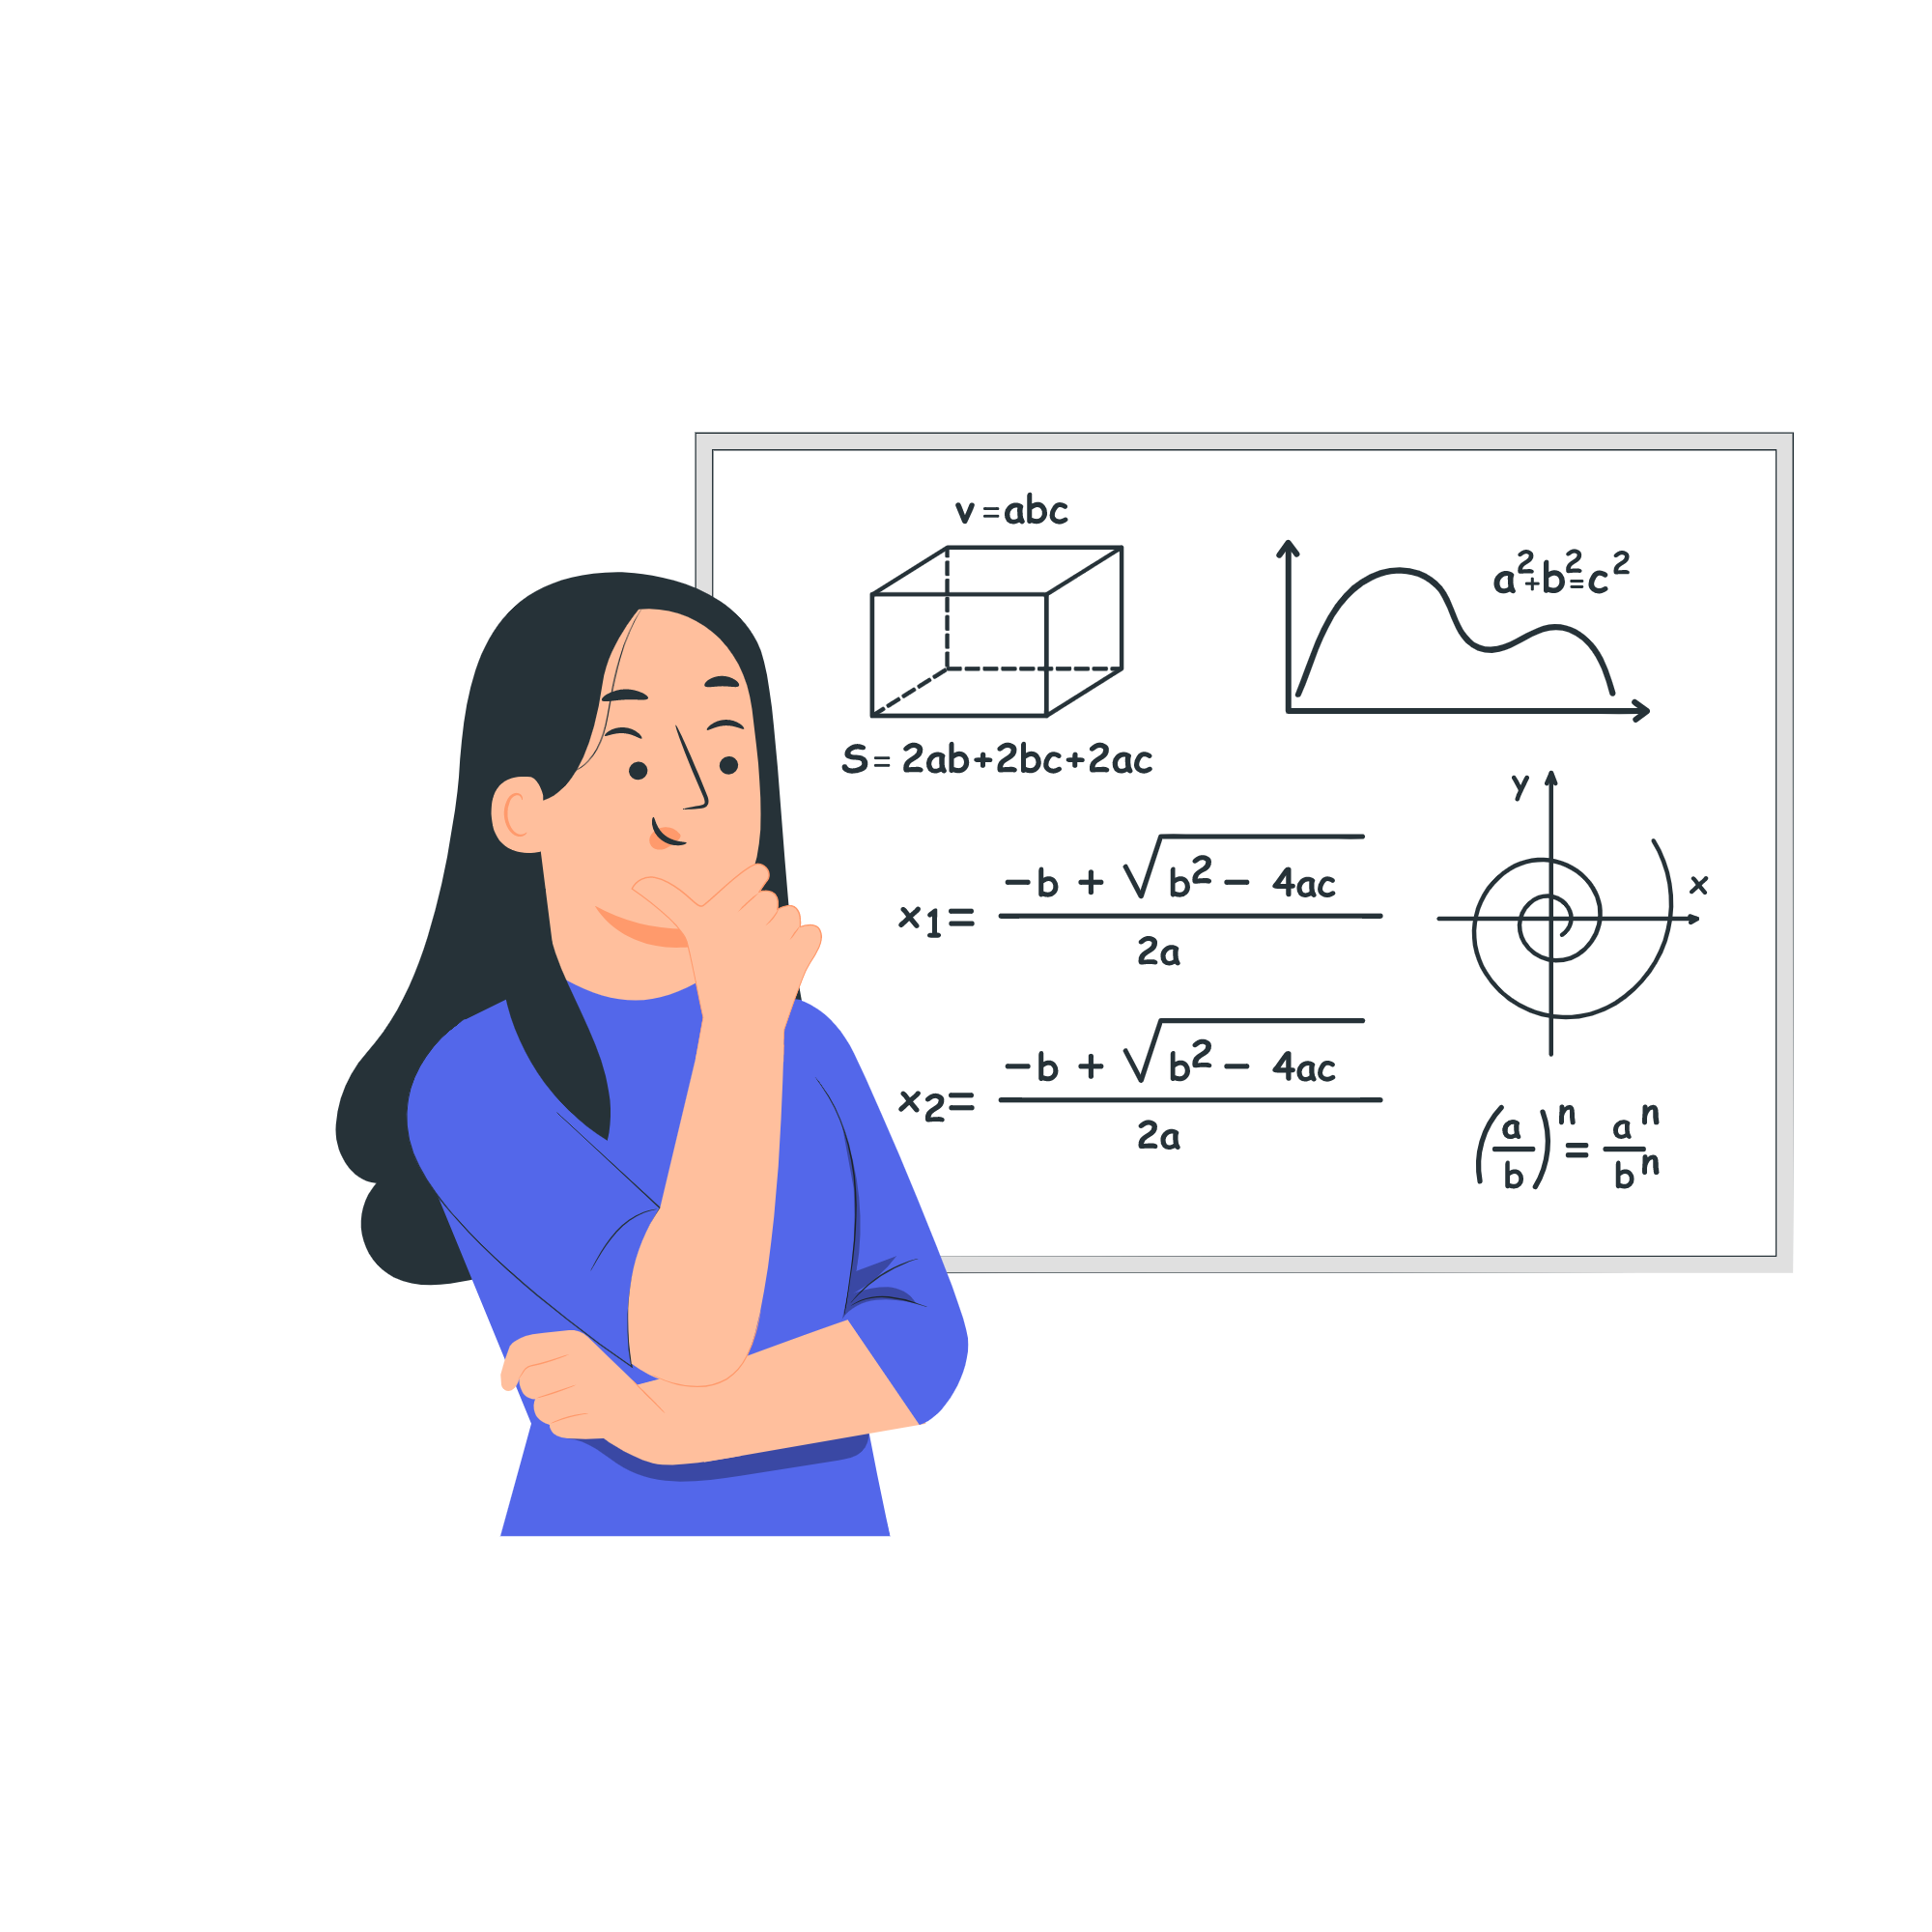 v = abc
S = 2ab+2bc+2ac
x₁ = (-b + √(b² - 4ac)) / 2a
x₂ = (-b + √(b² - 4ac)) / 2a
a²+b²=c²
y
x
(a/b)ⁿ = aⁿ/bⁿ